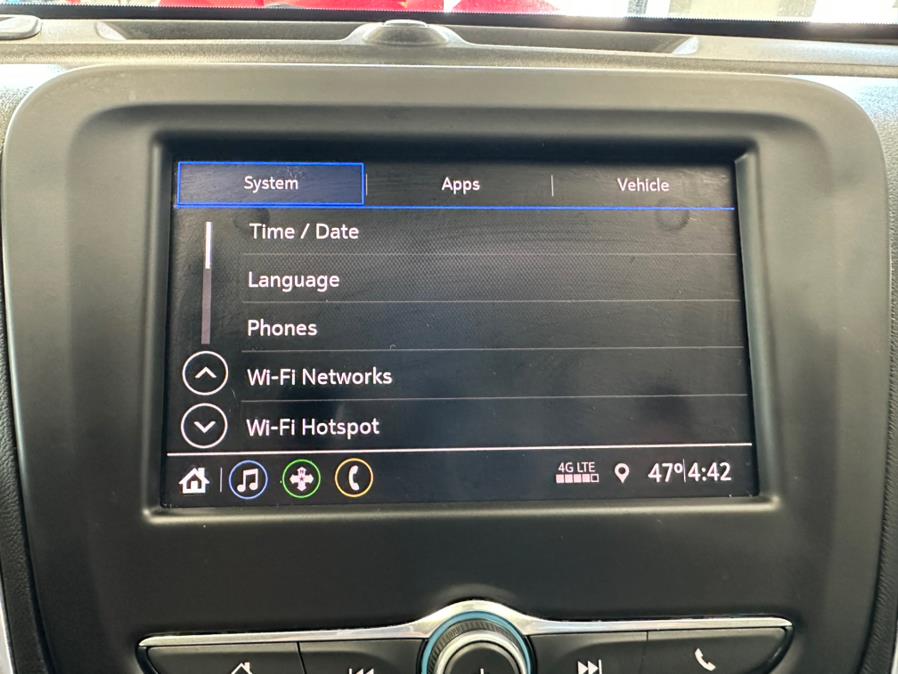 System Apps Vehicle
Time / Date
Language
Phones
Wi-Fi Networks
Wi-Fi Hotspot
4G LTE 47° 4:42